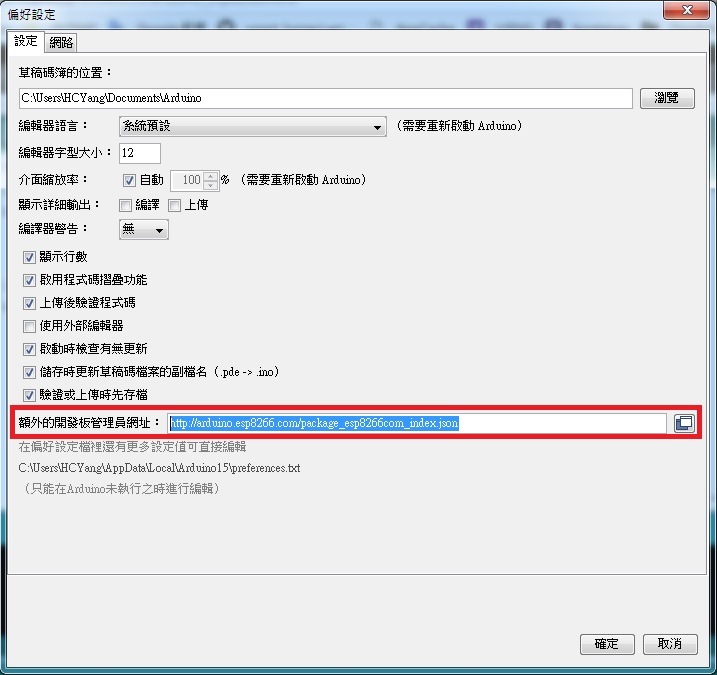 偏好設定
設定 網路
草稿碼簿的位置：
C:\Users\HCYang\Documents\Arduino 瀏覽
編輯器語言： 系統預設 （需要重新啟動 Arduino）
編輯器字型大小： 12
介面縮放率： 自動 100 % （需要重新啟動 Arduino）
顯示詳細輸出： 編譯 上傳
編譯器警告： 無
顯示行數
啟用程式碼摺疊功能
上傳後驗證程式碼
使用外部編輯器
啟動時檢查有無更新
儲存時更新草稿碼檔案的副檔名（.pde -> .ino）
驗證或上傳時先存檔
額外的開發板管理員網址： http://arduino.esp8266.com/package_esp8266com_index.json
在偏好設定檔裡還有更多設定值可直接編輯
C:\Users\HCYang\AppData\Local\Arduino15\preferences.txt
（只能在Arduino未執行之時進行編輯）
確定 取消